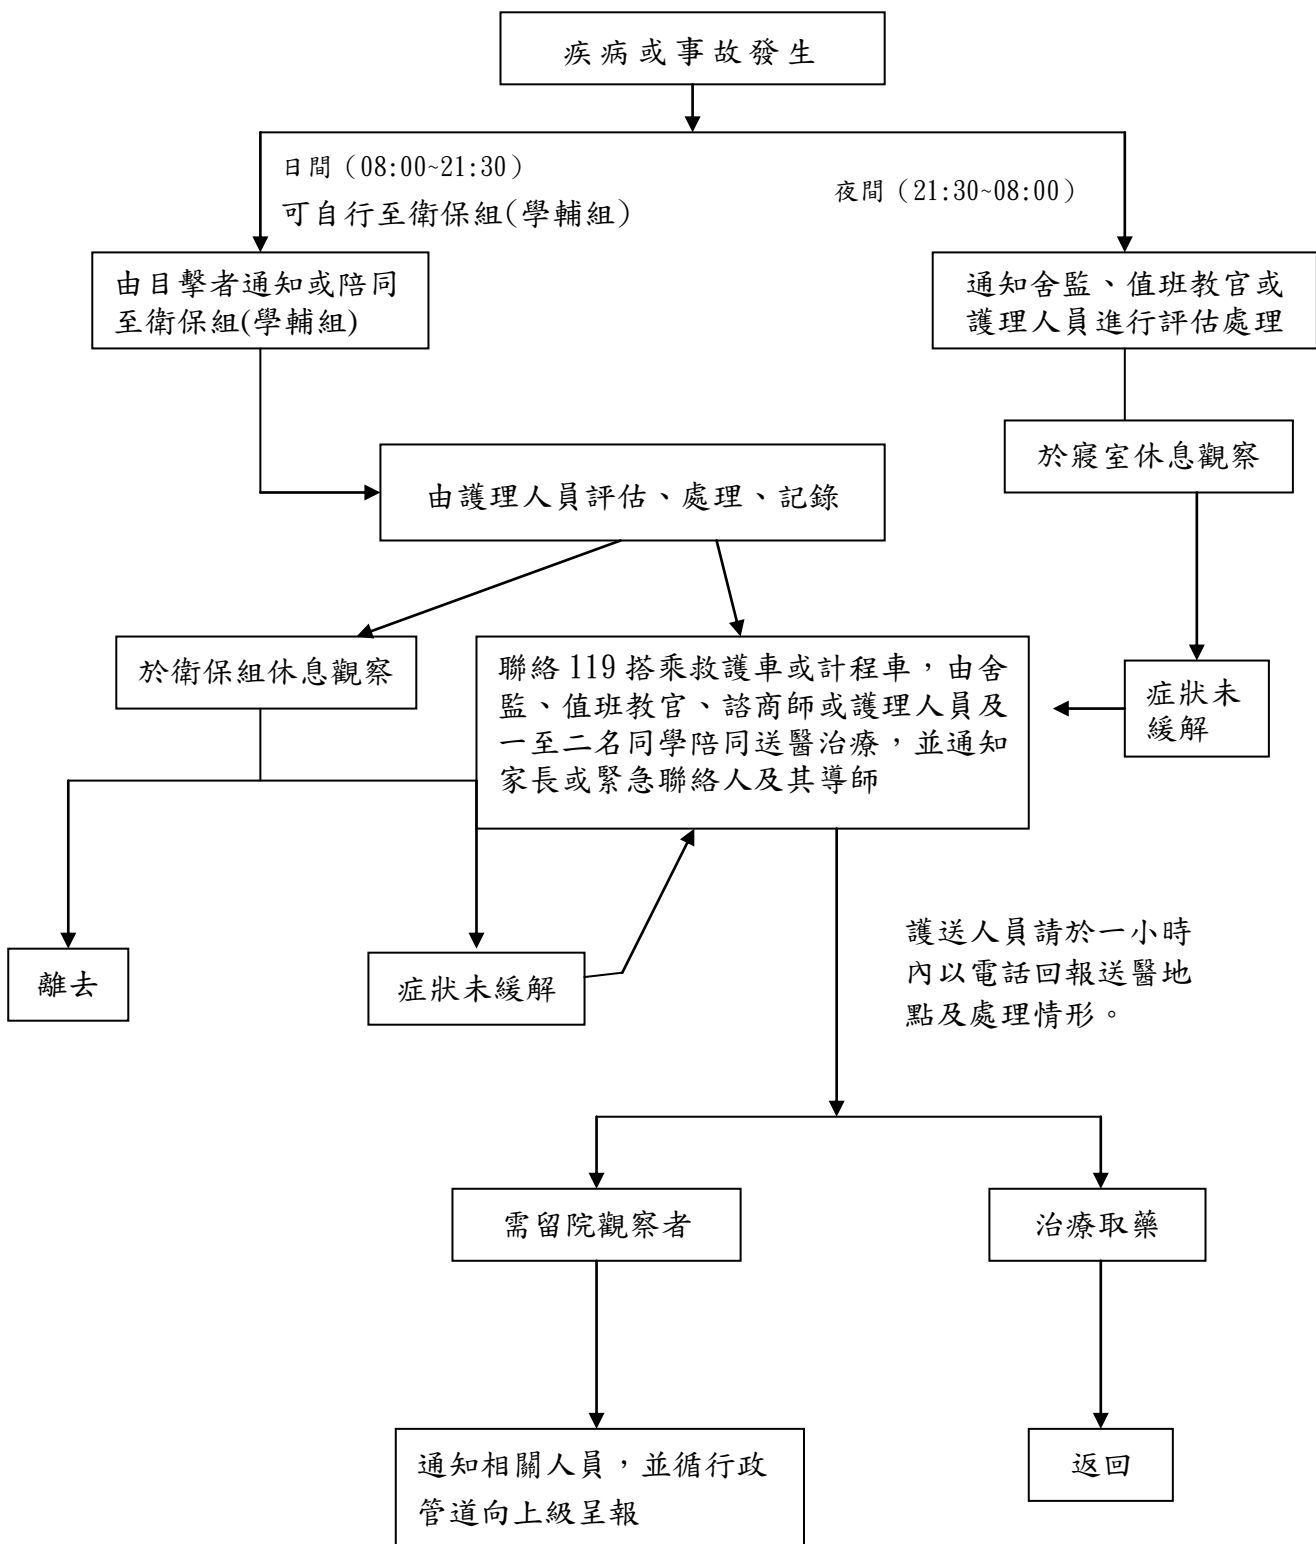 疾病或事故發生
日間（08:00~21:30）
可自行至衛保組(學輔組)
夜間（21:30~08:00）
由目擊者通知或陪同
至衛保組(學輔組)
通知舍監、值班教官或
護理人員進行評估處理
於寢室休息觀察
由護理人員評估、處理、記錄
於衛保組休息觀察
聯絡 119 搭乘救護車或計程車，由舍
監、值班教官、諮商師或護理人員及
一至二名同學陪同送醫治療，並通知
家長或緊急聯絡人及其導師
症狀未
緩解
離去
症狀未緩解
護送人員請於一小時
內以電話回報送醫地
點及處理情形。
需留院觀察者
治療取藥
通知相關人員，並循行政
管道向上級呈報
返回